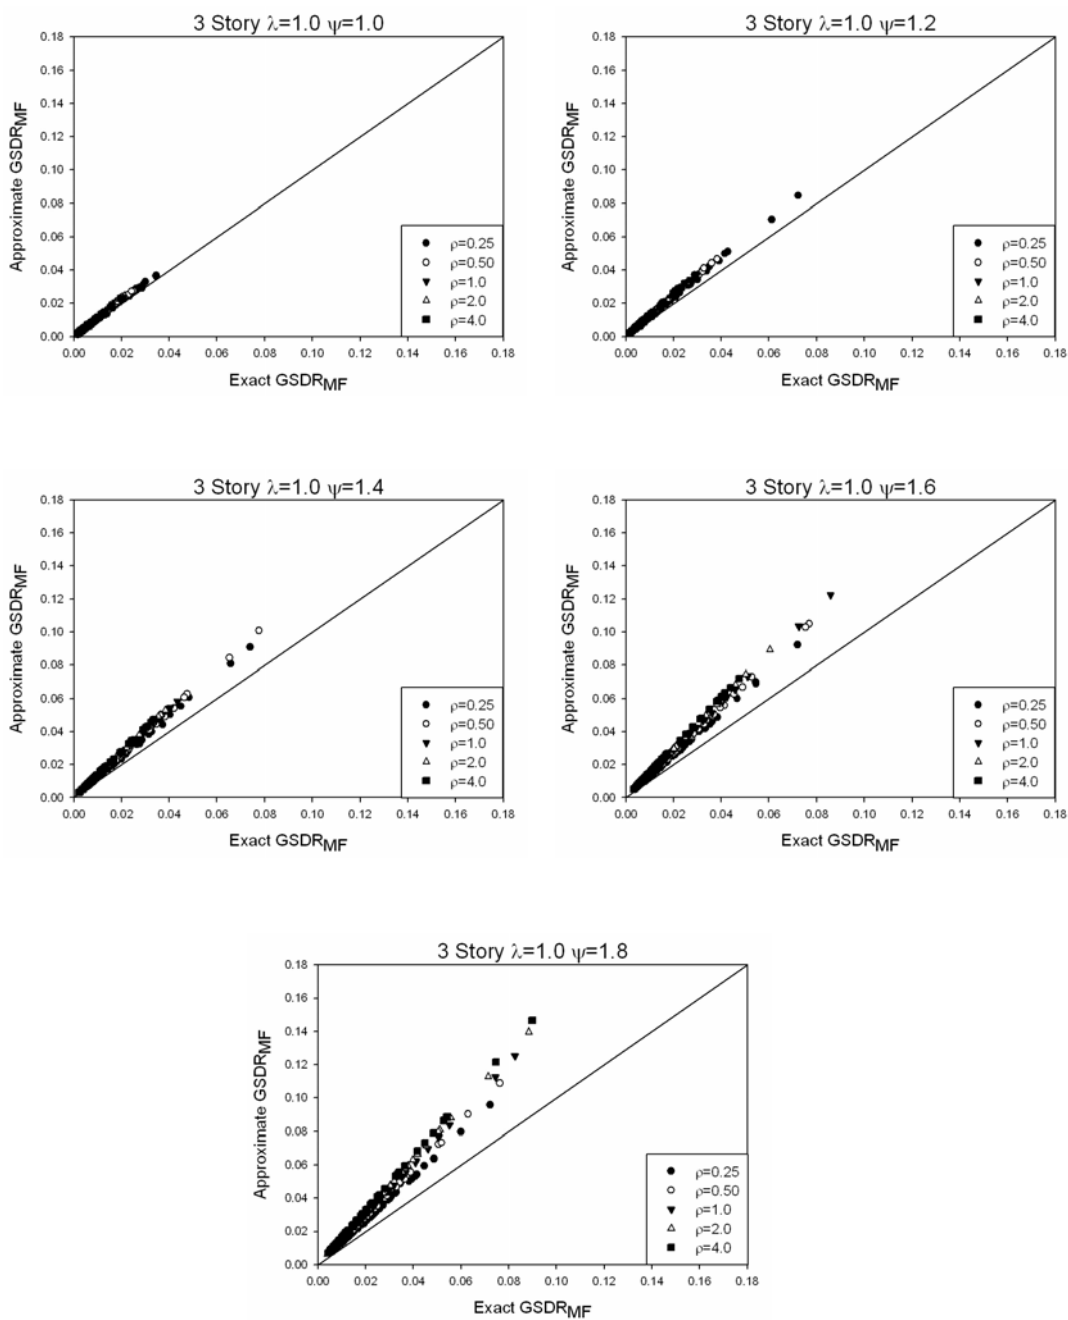 3 Story λ=1.0 ψ=1.0
0.18
0.16
0.14
0.12
0.10
0.08
0.06
0.04
0.02
0.00
Approximate GSDRMF
ρ=0.25
ρ=0.50
ρ=1.0
ρ=2.0
ρ=4.0
0.00 0.02 0.04 0.06 0.08 0.10 0.12 0.14 0.16 0.18
Exact GSDRMF
3 Story λ=1.0 ψ=1.2
0.18
0.16
0.14
0.12
0.10
0.08
0.06
0.04
0.02
0.00
Approximate GSDRMF
ρ=0.25
ρ=0.50
ρ=1.0
ρ=2.0
ρ=4.0
0.00 0.02 0.04 0.06 0.08 0.10 0.12 0.14 0.16 0.18
Exact GSDRMF
3 Story λ=1.0 ψ=1.4
0.18
0.16
0.14
0.12
0.10
0.08
0.06
0.04
0.02
0.00
Approximate GSDRMF
ρ=0.25
ρ=0.50
ρ=1.0
ρ=2.0
ρ=4.0
0.00 0.02 0.04 0.06 0.08 0.10 0.12 0.14 0.16 0.18
Exact GSDRMF
3 Story λ=1.0 ψ=1.6
0.18
0.16
0.14
0.12
0.10
0.08
0.06
0.04
0.02
0.00
Approximate GSDRMF
ρ=0.25
ρ=0.50
ρ=1.0
ρ=2.0
ρ=4.0
0.00 0.02 0.04 0.06 0.08 0.10 0.12 0.14 0.16 0.18
Exact GSDRMF
3 Story λ=1.0 ψ=1.8
0.18
0.16
0.14
0.12
0.10
0.08
0.06
0.04
0.02
0.00
Approximate GSDRMF
ρ=0.25
ρ=0.50
ρ=1.0
ρ=2.0
ρ=4.0
0.00 0.02 0.04 0.06 0.08 0.10 0.12 0.14 0.16 0.18
Exact GSDRMF